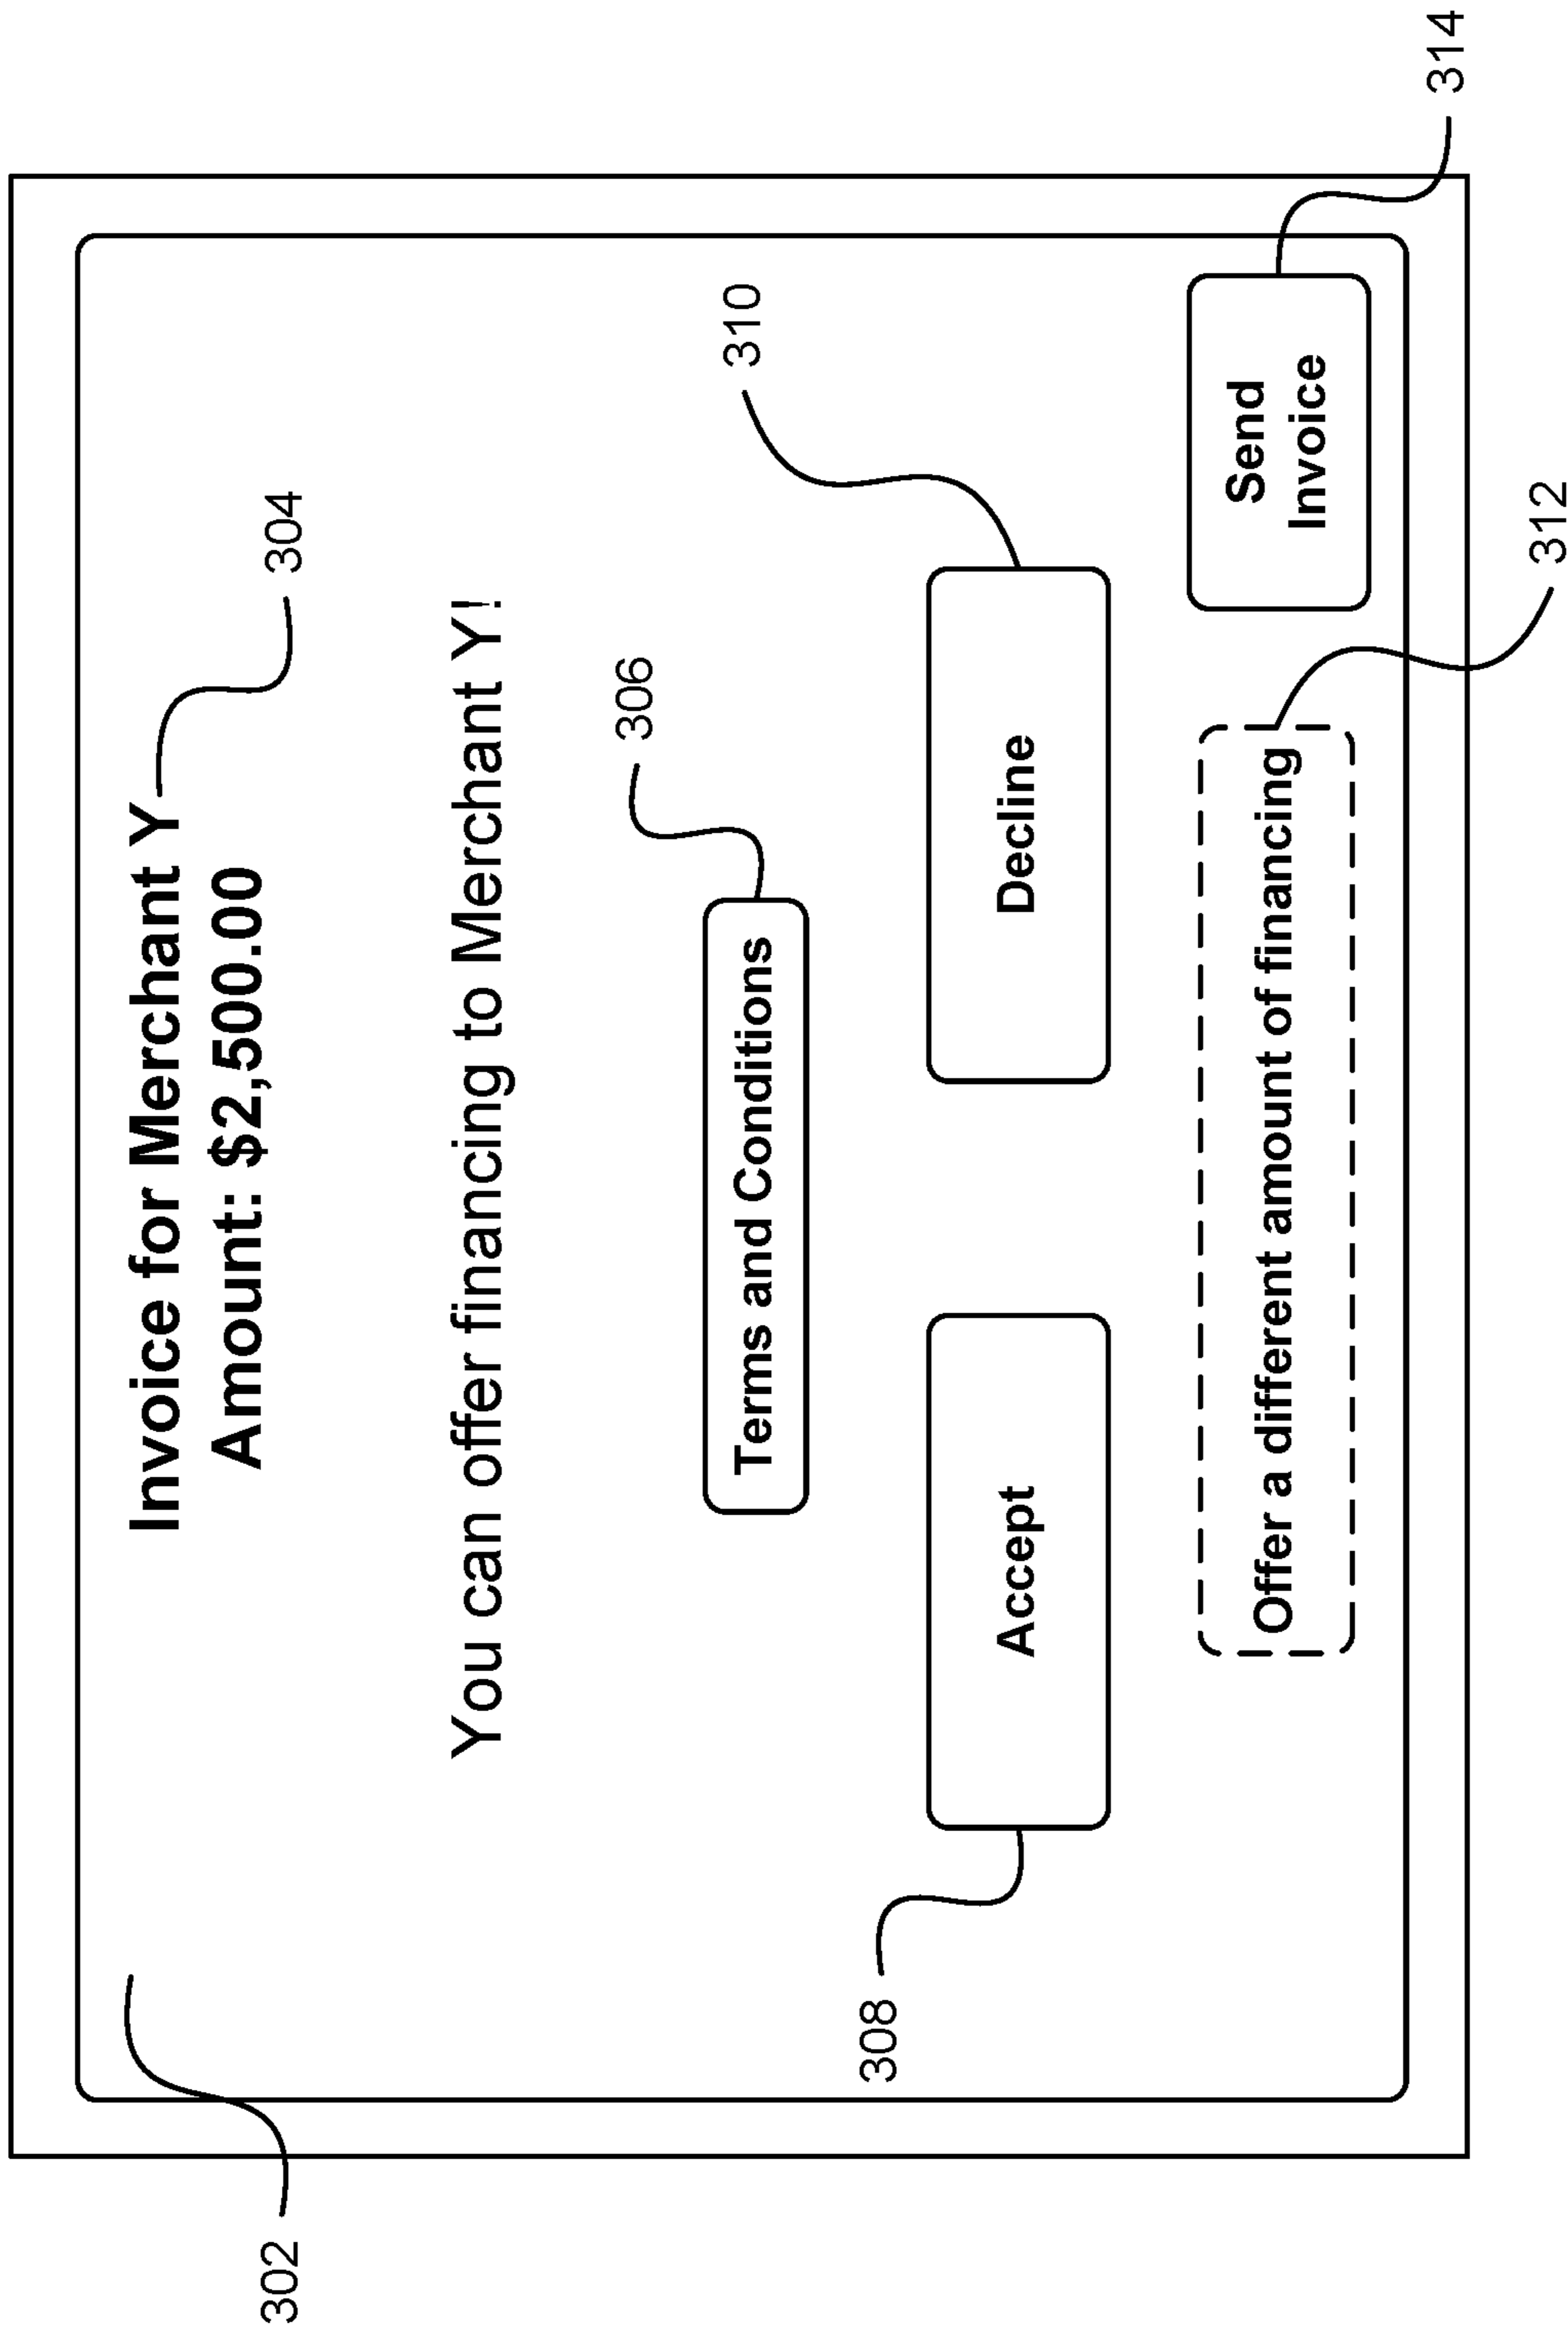 Invoice for Merchant Y
304
Amount: $2,500.00
302
You can offer financing to Merchant Y!
306
Terms and Conditions
310
308
Accept
Decline
Offer a different amount of financing
Send
Invoice
314
312